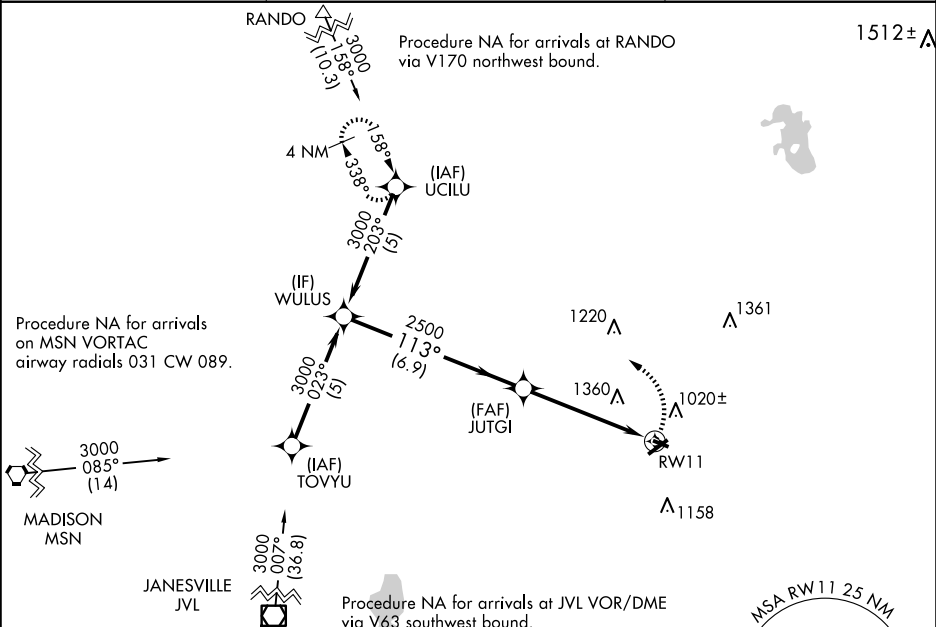 RANDO
3000
158°
(10.3)
Procedure NA for arrivals at RANDO
via V170 northwest bound.
1512±
4 NM
158°
338°
(IAF)
UCILU
3000
203°
(5)
(IF)
WULUS
Procedure NA for arrivals
on MSN VORTAC
airway radials 031 CW 089.
2500
113°
(6.9)
1220
1361
3000
023°
(5)
(FAF)
JUTGI
1360
1020±
RW11
(IAF)
TOVYU
3000
085°
(14)
MADISON
MSN
1158
3000
007°
(36.8)
JANESVILLE
JVL
Procedure NA for arrivals at JVL VOR/DME
via V63 southwest bound.
MSA RW11 25 NM